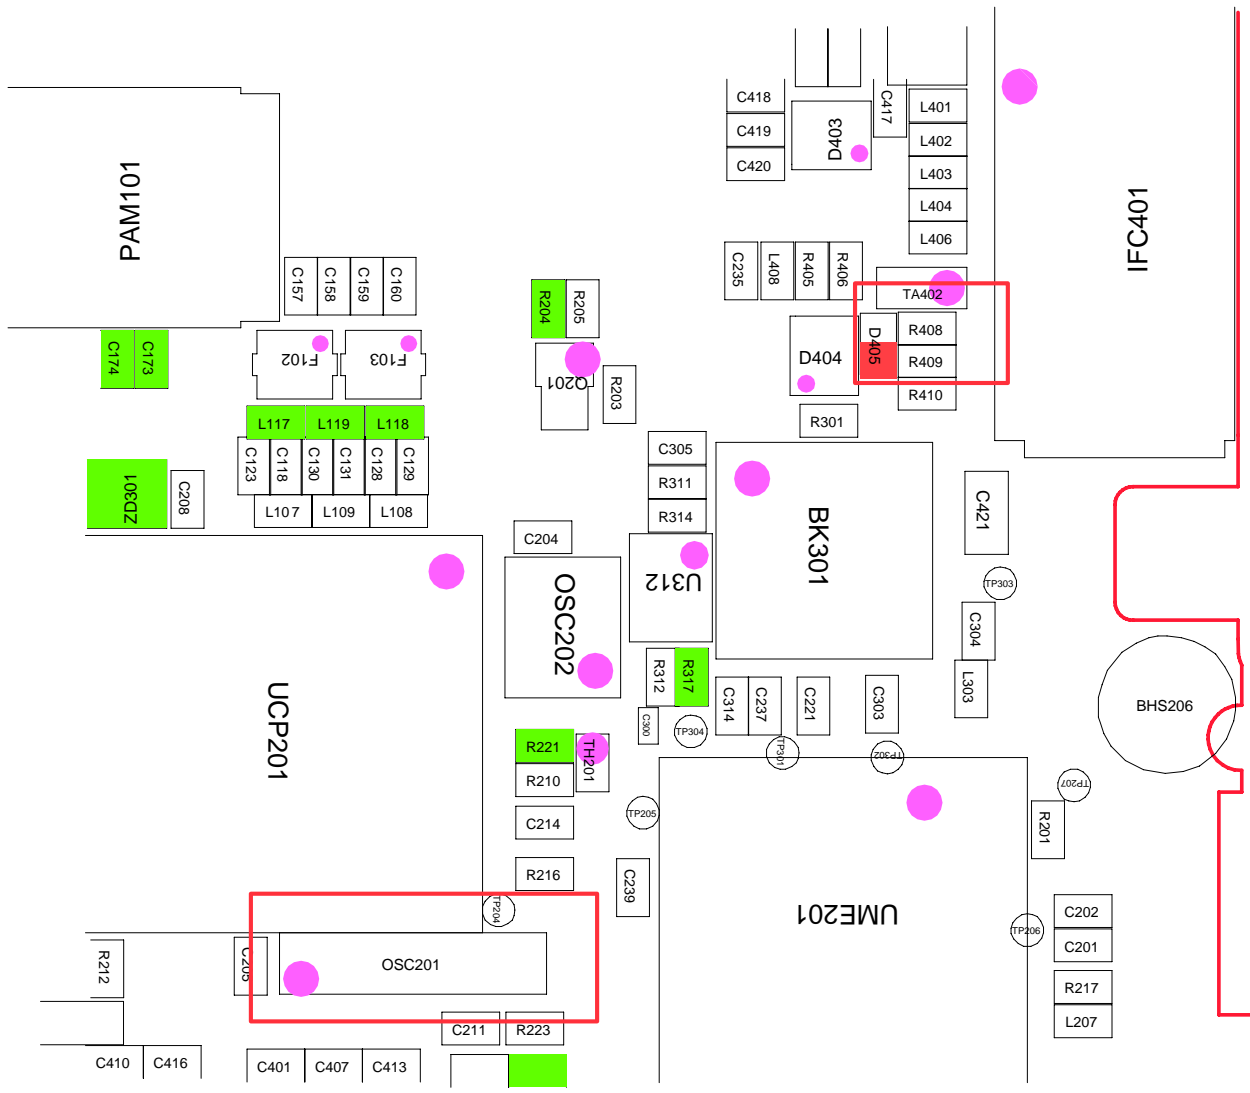 C418
C417
L401
C419
D403
L402
C420
L403
PAM101
L404
IFC401
L406
C157
C158
C159
C160
C235
L408
R405
R406
TA402
R204
R205
C174
C173
F102
F103
Q201
R203
D404
D405
R408
R409
R410
R301
L117
L119
L118
C123
C118
C130
C131
C128
C129
C305
R311
R314
ZD301
C208
L107
L109
L108
C204
OSC202
U312
BK301
C421
TP303
C304
L303
R312
R317
C300
TP304
C314
C237
C221
C303
BHS206
UCP201
R221
TH201
R210
TP301
TP302
TP207
C214
TP205
R201
R216
C239
TP204
UME201
C202
TP206
C201
R212
C205
OSC201
R217
L207
C211
R223
C410
C416
C401
C407
C413